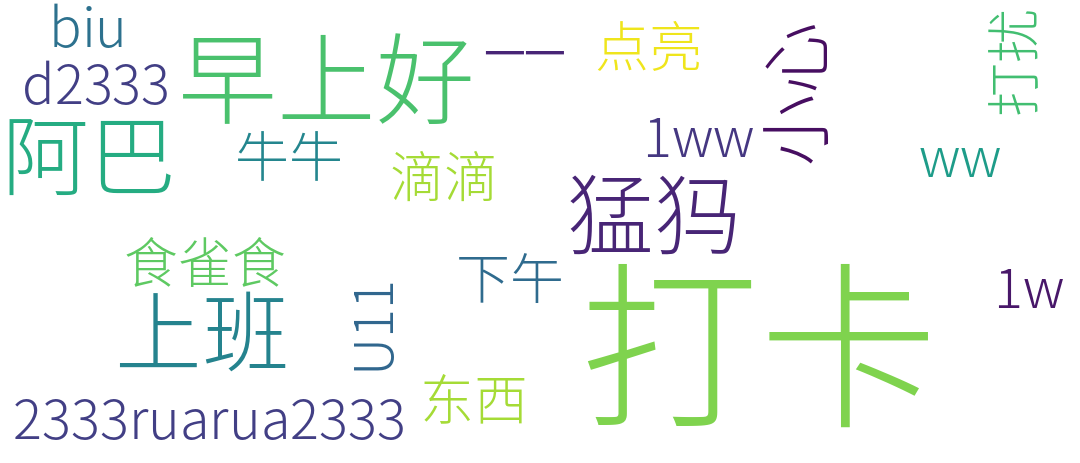 biu
d2333
早上好
一一
点亮
小心
打扰
阿巴
牛牛
滴滴
1ww
ww
猛犸
食雀食
上班
U11
下午
打卡
1w
东西
2333ruarua2333